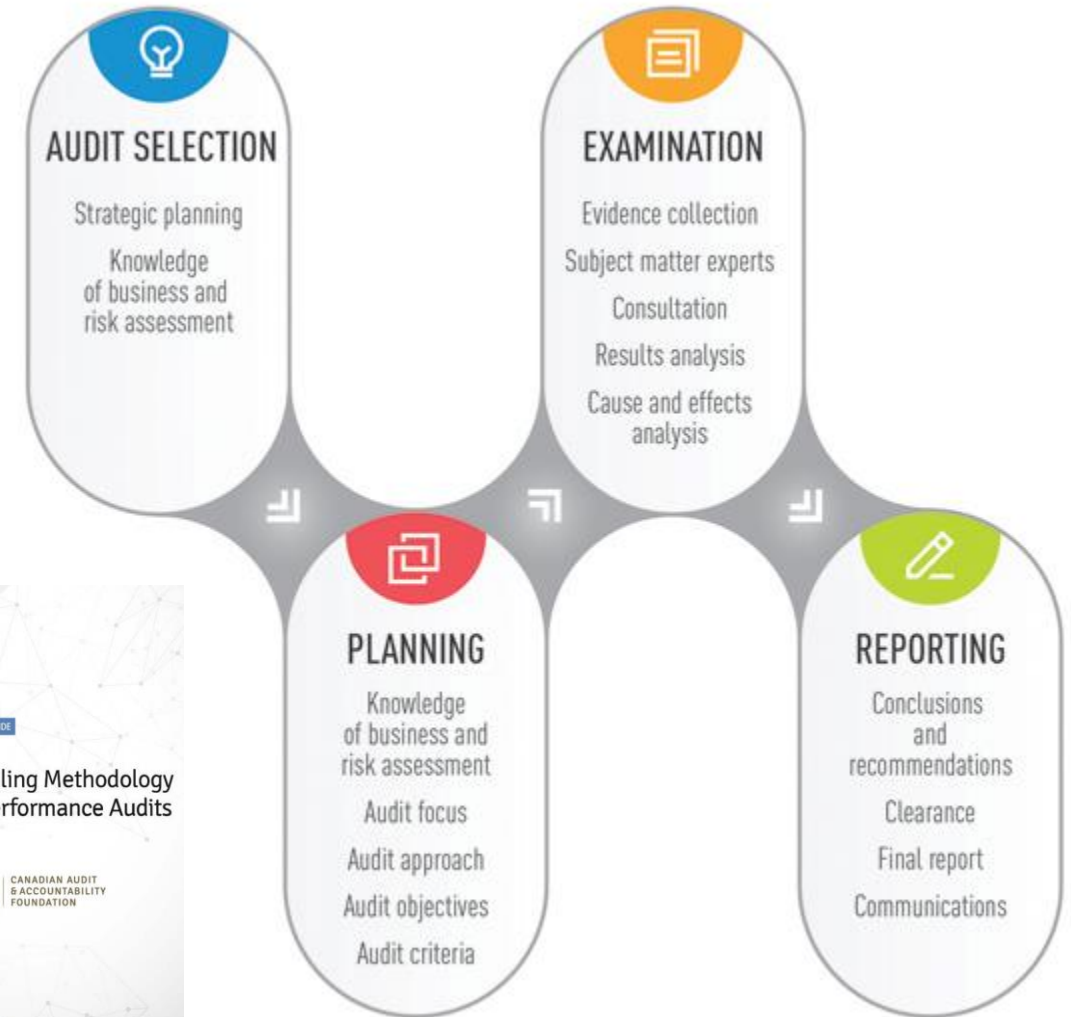 AUDIT SELECTION
Strategic planning
Knowledge
of business and
risk assessment
PLANNING
Knowledge
of business and
risk assessment
Audit focus
Audit approach
Audit objectives
Audit criteria
EXAMINATION
Evidence collection
Subject matter experts
Consultation
Results analysis
Cause and effects
analysis
REPORTING
Conclusions
and
recommendations
Clearance
Final report
Communications
DE
ling Methodology
rformance Audits
CANADIAN AUDIT
& ACCOUNTABILITY
FOUNDATION